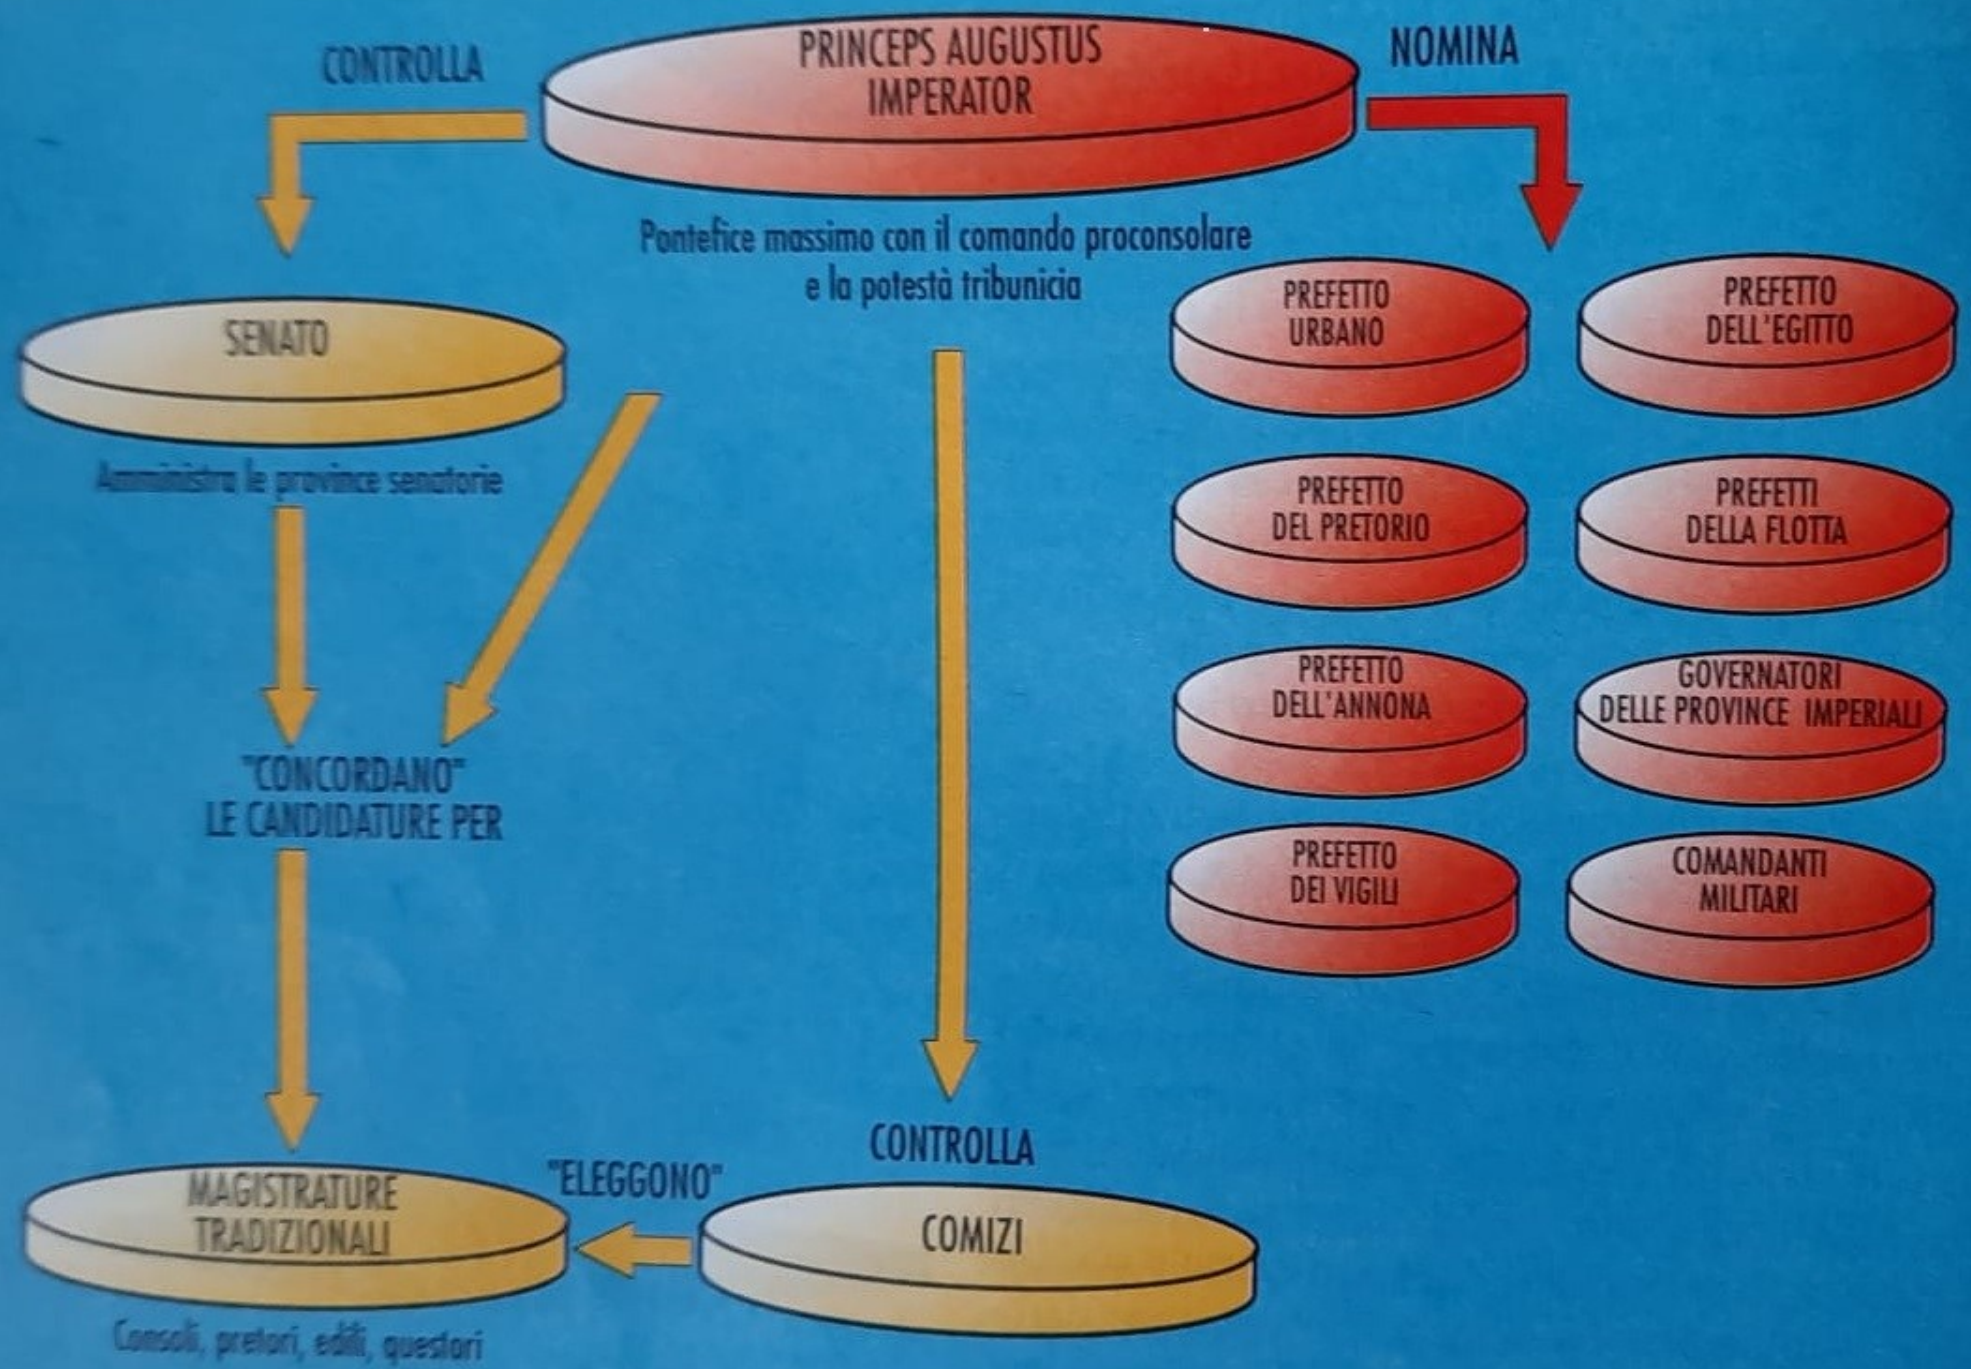 CONTROLLA
PRINCEPS AUGUSTUS
IMPERATOR
NOMINA
Pontefice massimo con il comando proconsolare
e la potestà tribunicia
SENATO
Amministra le province senatorie
"CONCORDANO"
LE CANDIDATURE PER
MAGISTRATURE
TRADIZIONALI
Consoli, pretori, edili, questori
"ELEGGONO"
CONTROLLA
COMIZI
PREFETTO
URBANO
PREFETTO
DELL'EGITTO
PREFETTO
DEL PRETORIO
PREFETTI
DELLA FLOTTA
PREFETTO
DELL'ANNONA
GOVERNATORI
DELLE PROVINCE IMPERIALI
PREFETTO
DEI VIGILI
COMANDANTI
MILITARI